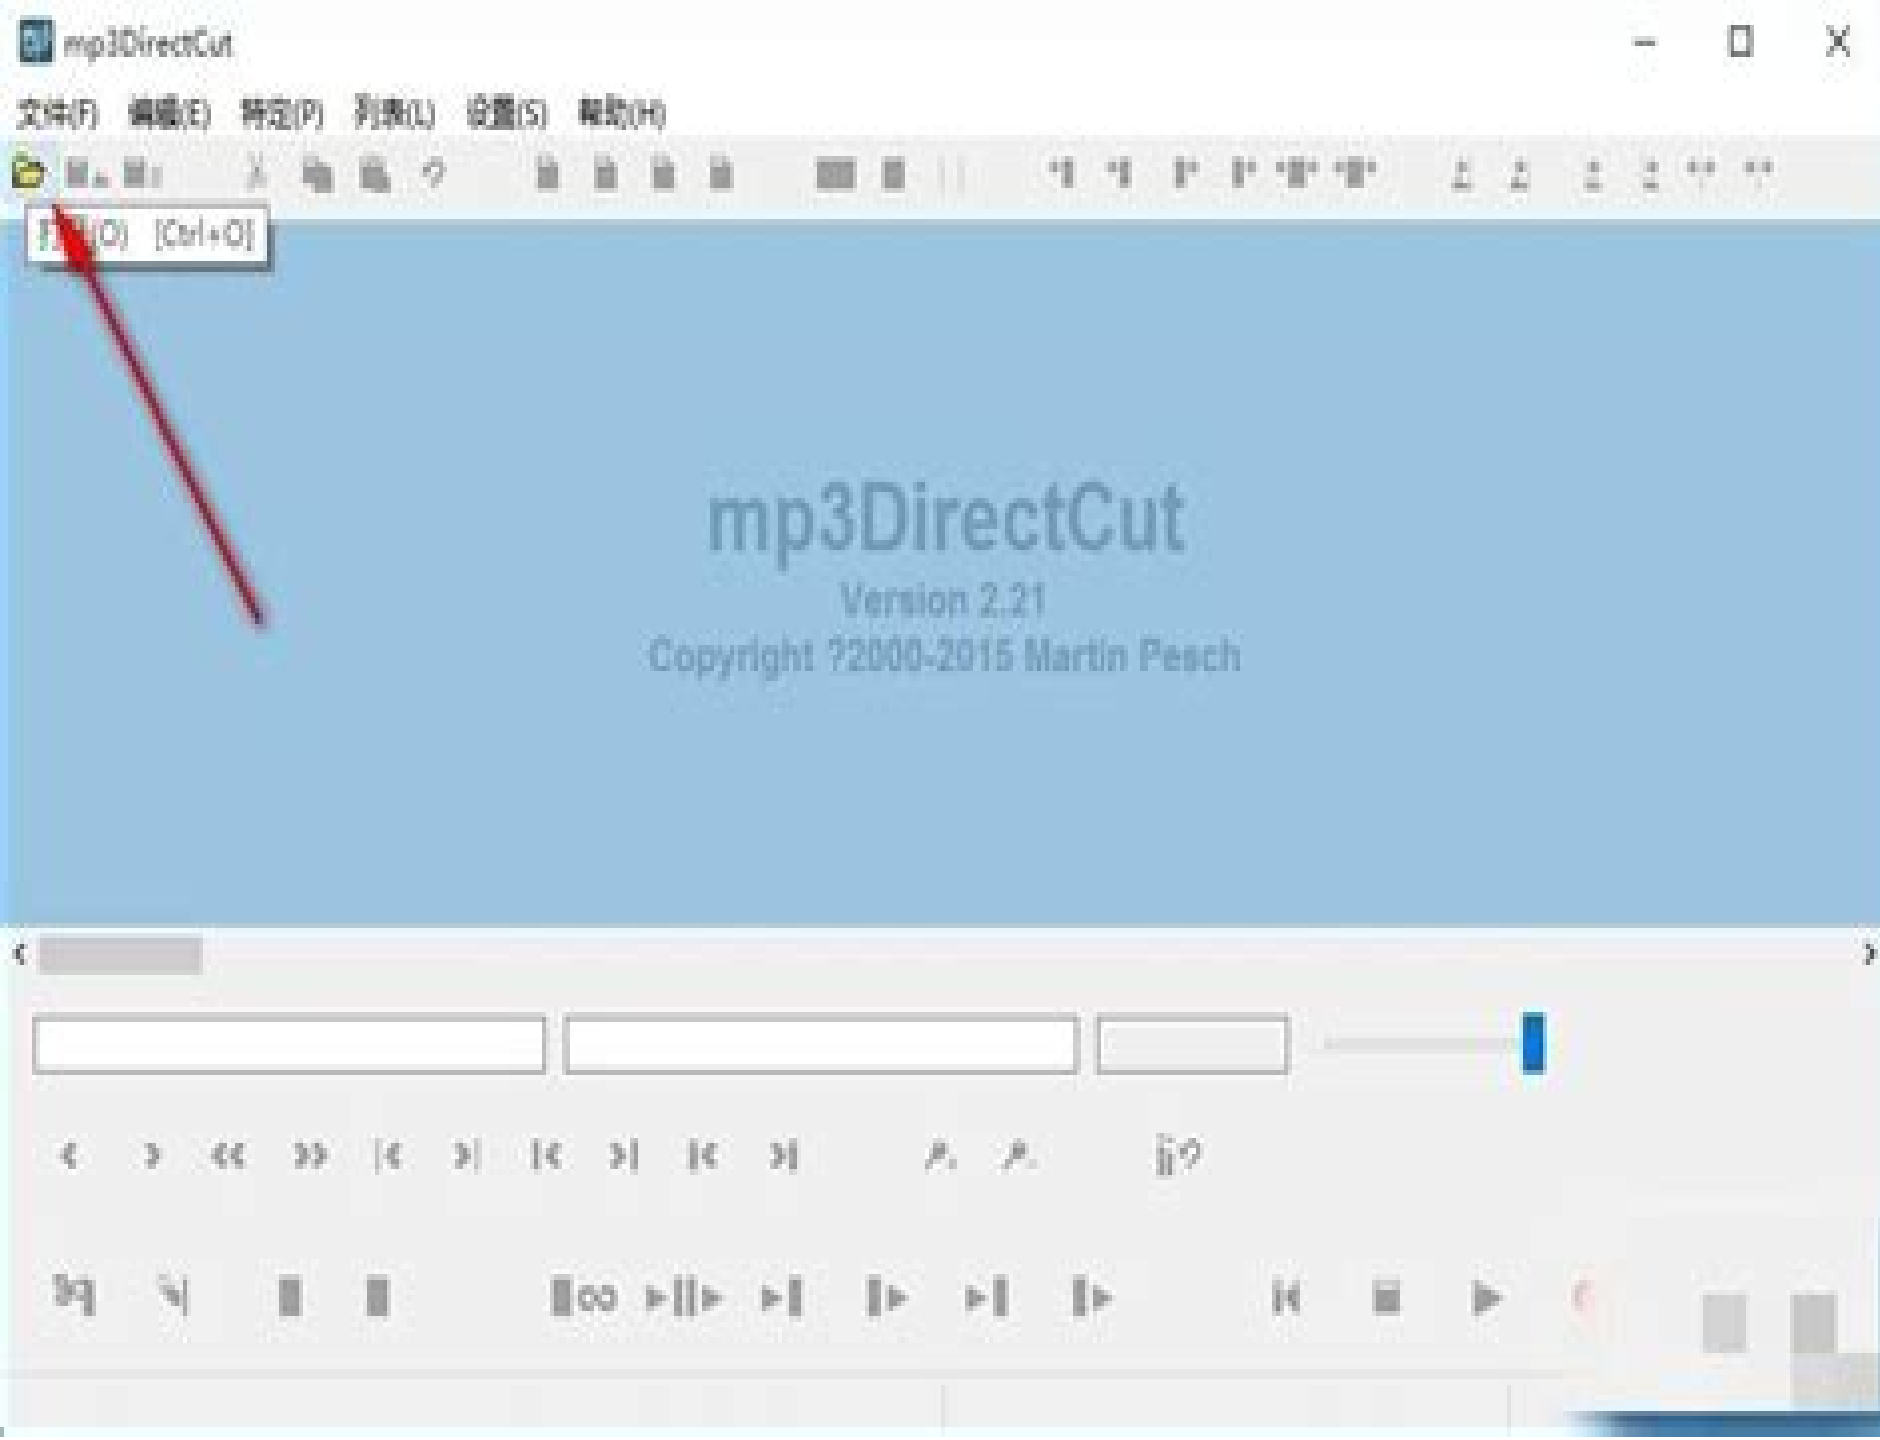 mp3DirectCut
文件(F) 编辑(E) 特定(P) 列表(L) 设置(S) 帮助(H)
(O) [Ctrl+O]
mp3DirectCut
Version 2.21
Copyright ?2000-2015 Martin Pesch